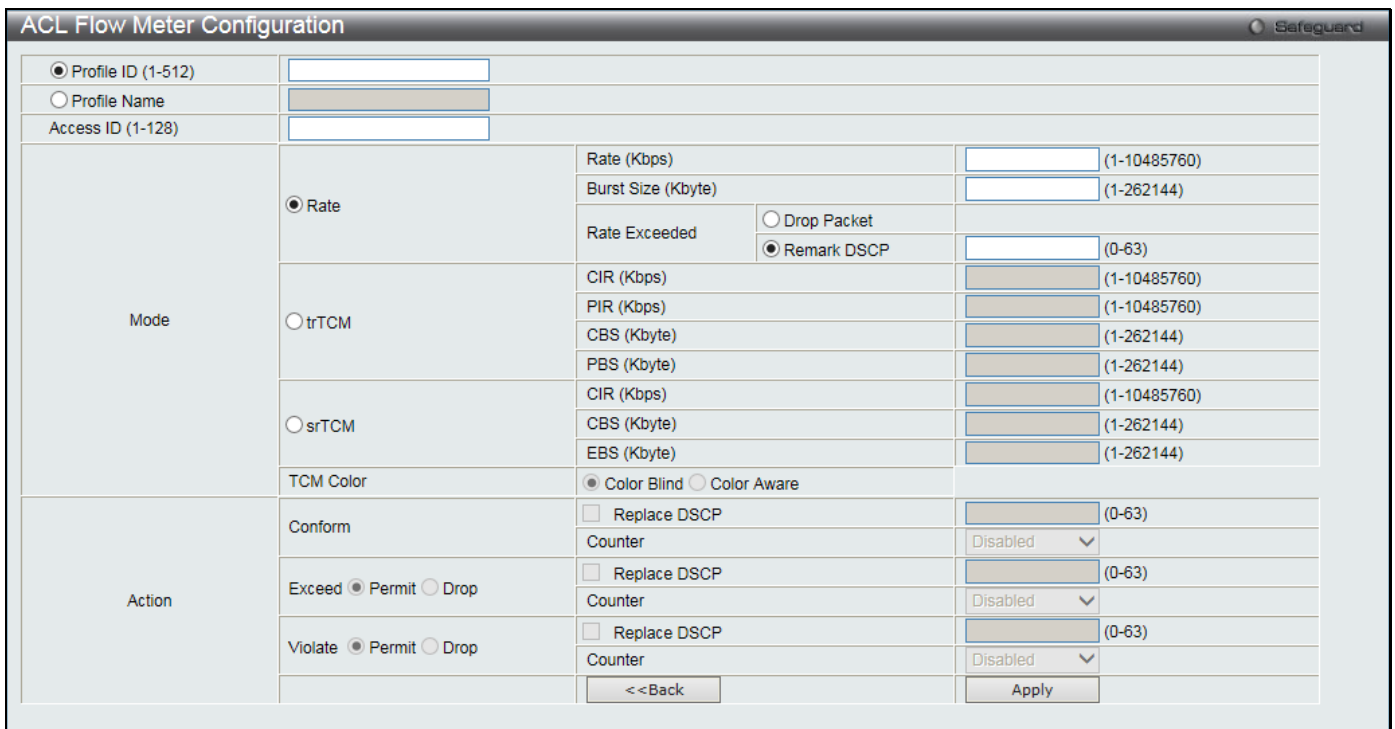 ACL Flow Meter Configuration
Safeguard
Profile ID (1-512)
Profile Name
Access ID (1-128)
Mode
Rate
Rate (Kbps) (1-10485760)
Burst Size (Kbyte) (1-262144)
Rate Exceeded
Drop Packet
Remark DSCP (0-63)
trTCM
CIR (Kbps) (1-10485760)
PIR (Kbps) (1-10485760)
CBS (Kbyte) (1-262144)
PBS (Kbyte) (1-262144)
srTCM
CIR (Kbps) (1-10485760)
CBS (Kbyte) (1-262144)
EBS (Kbyte) (1-262144)
TCM Color Color Blind Color Aware
Action
Conform
Replace DSCP (0-63)
Counter Disabled
Exceed Permit Drop
Replace DSCP (0-63)
Counter Disabled
Violate Permit Drop
Replace DSCP (0-63)
Counter Disabled
<<Back Apply